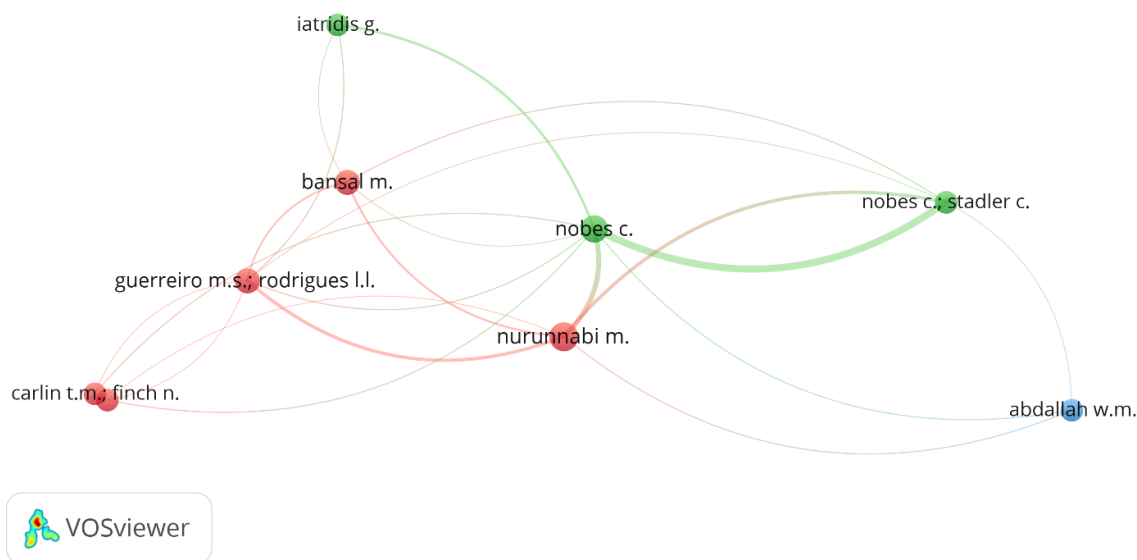 iatridis g.
bansal m.
nobes c.; stadler c.
nobes c.
guerreiro m.s.; rodrigues l.l.
nurunnabi m.
carlin t.m.; finch n.
abdallah w.m.
VOSviewer